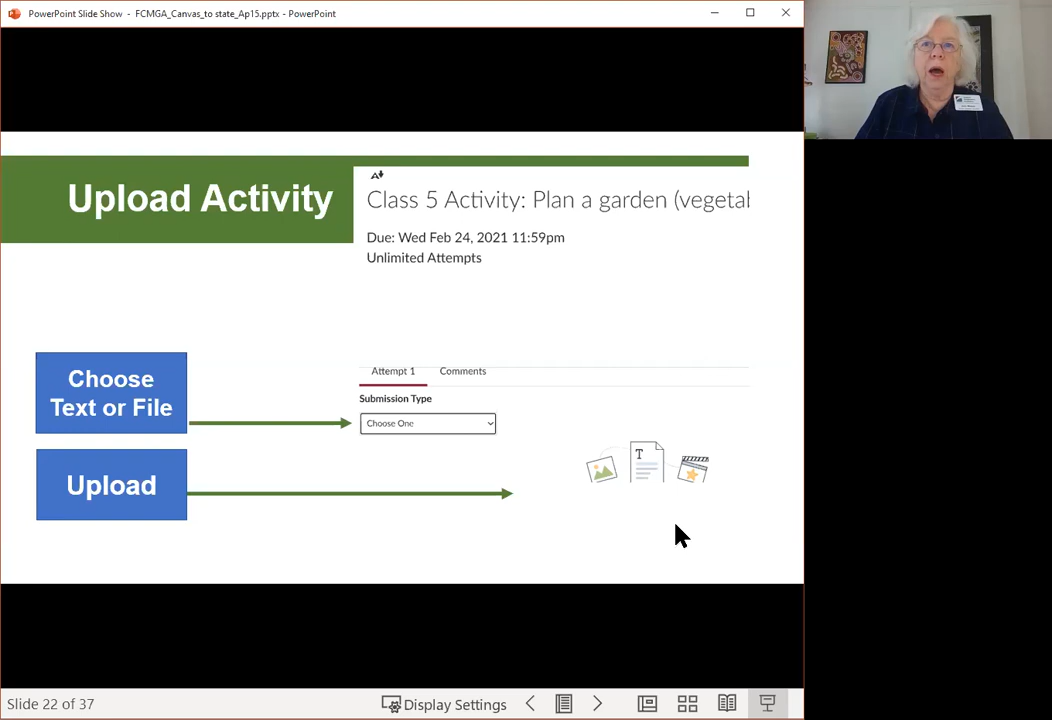 PowerPoint Slide Show - FCMGA_Canvas_to state_Ap15.pptx - PowerPoint
Upload Activity
Class 5 Activity: Plan a garden (vegetal
Due: Wed Feb 24, 2021 11:59pm
Unlimited Attempts
Choose
Text or File
Attempt 1 Comments
Submission Type
Choose One
T
Upload
Slide 22 of 37
Display Settings